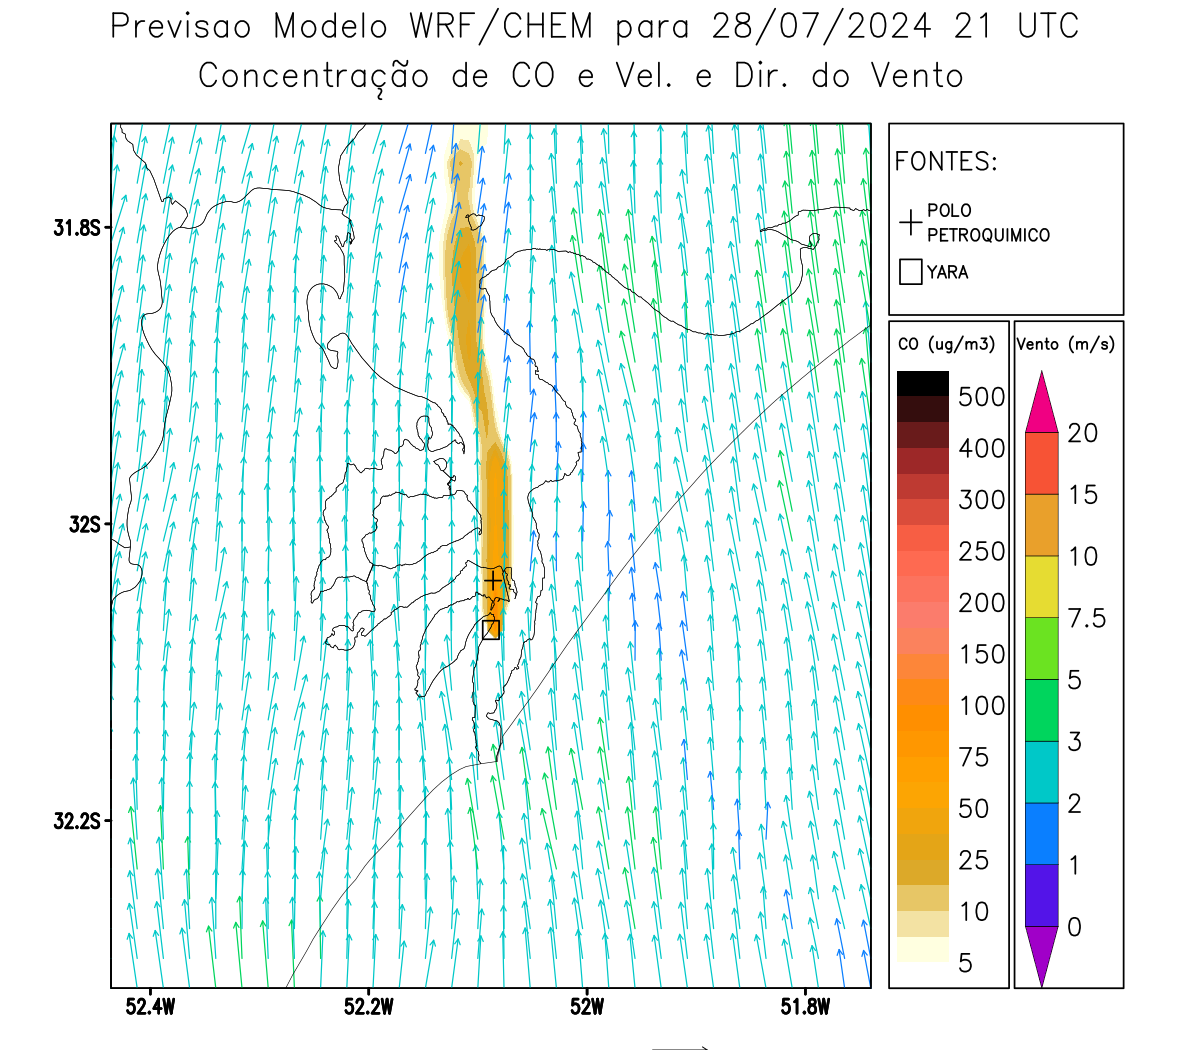 Previsao Modelo WRF/CHEM para 28/07/2024 21 UTC
Concentração de CO e Vel. e Dir. do Vento
FONTES:
POLO
PETROQUIMICO
YARA
CO (ug/m3)
500
400
300
250
200
150
100
75
50
25
10
5
Vento (m/s)
20
15
10
7.5
5
3
2
1
0
31.8S
32S
32.2S
52.4W
52.2W
52W
51.8W